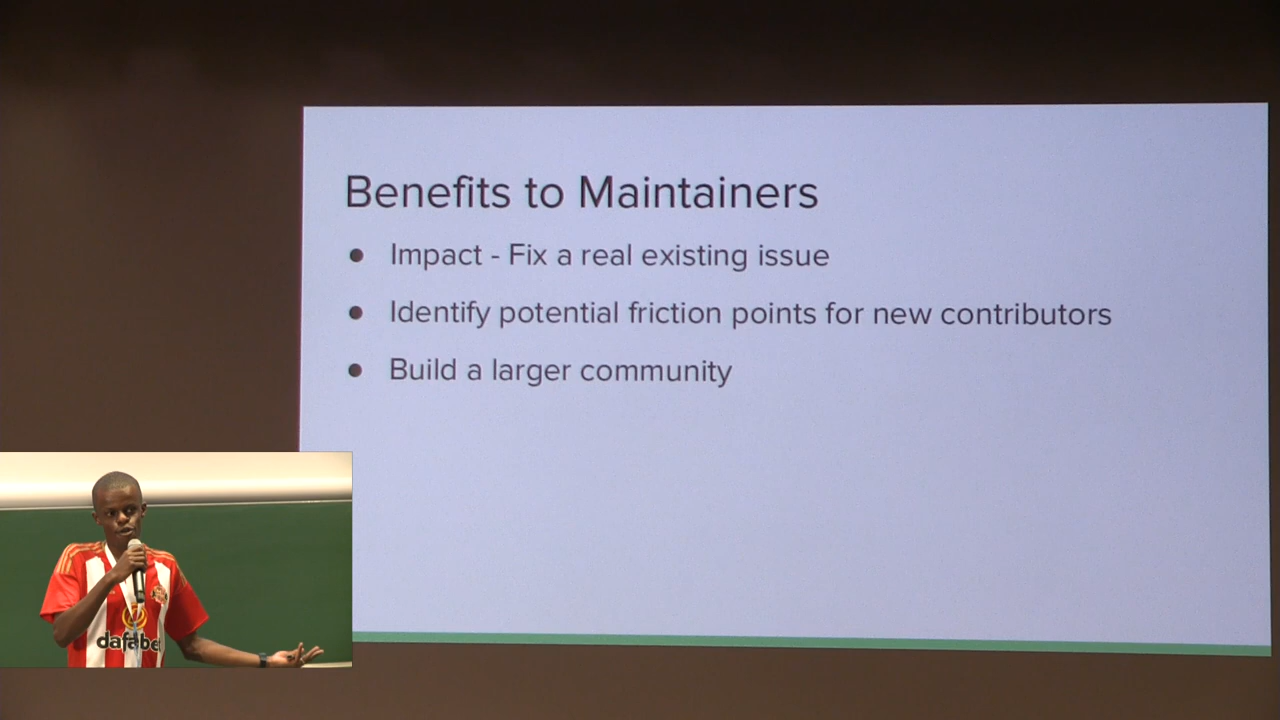 Benefits to Maintainers
● Impact - Fix a real existing issue
● Identify potential friction points for new contributors
● Build a larger community
dafabet